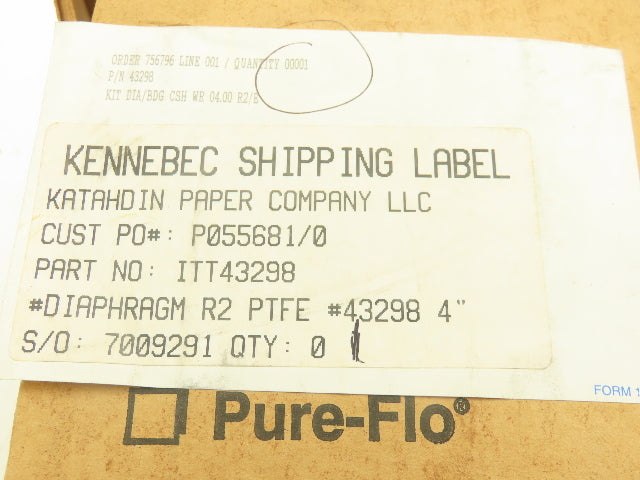 ORDER 756796 LINE 001 / QUANTITY 00001
P/N 43298
KIT DIA/BDG CSH WR 04.00 R2/E
KENNEBEC SHIPPING LABEL
KATAHDIN PAPER COMPANY LLC
CUST PO#: P055681/0
PART NO: ITT43298
#DIAPHRAGM R2 PTFE #43298 4"
S/O: 7009291 QTY: 0 1
FORM 1
Pure-Flo®